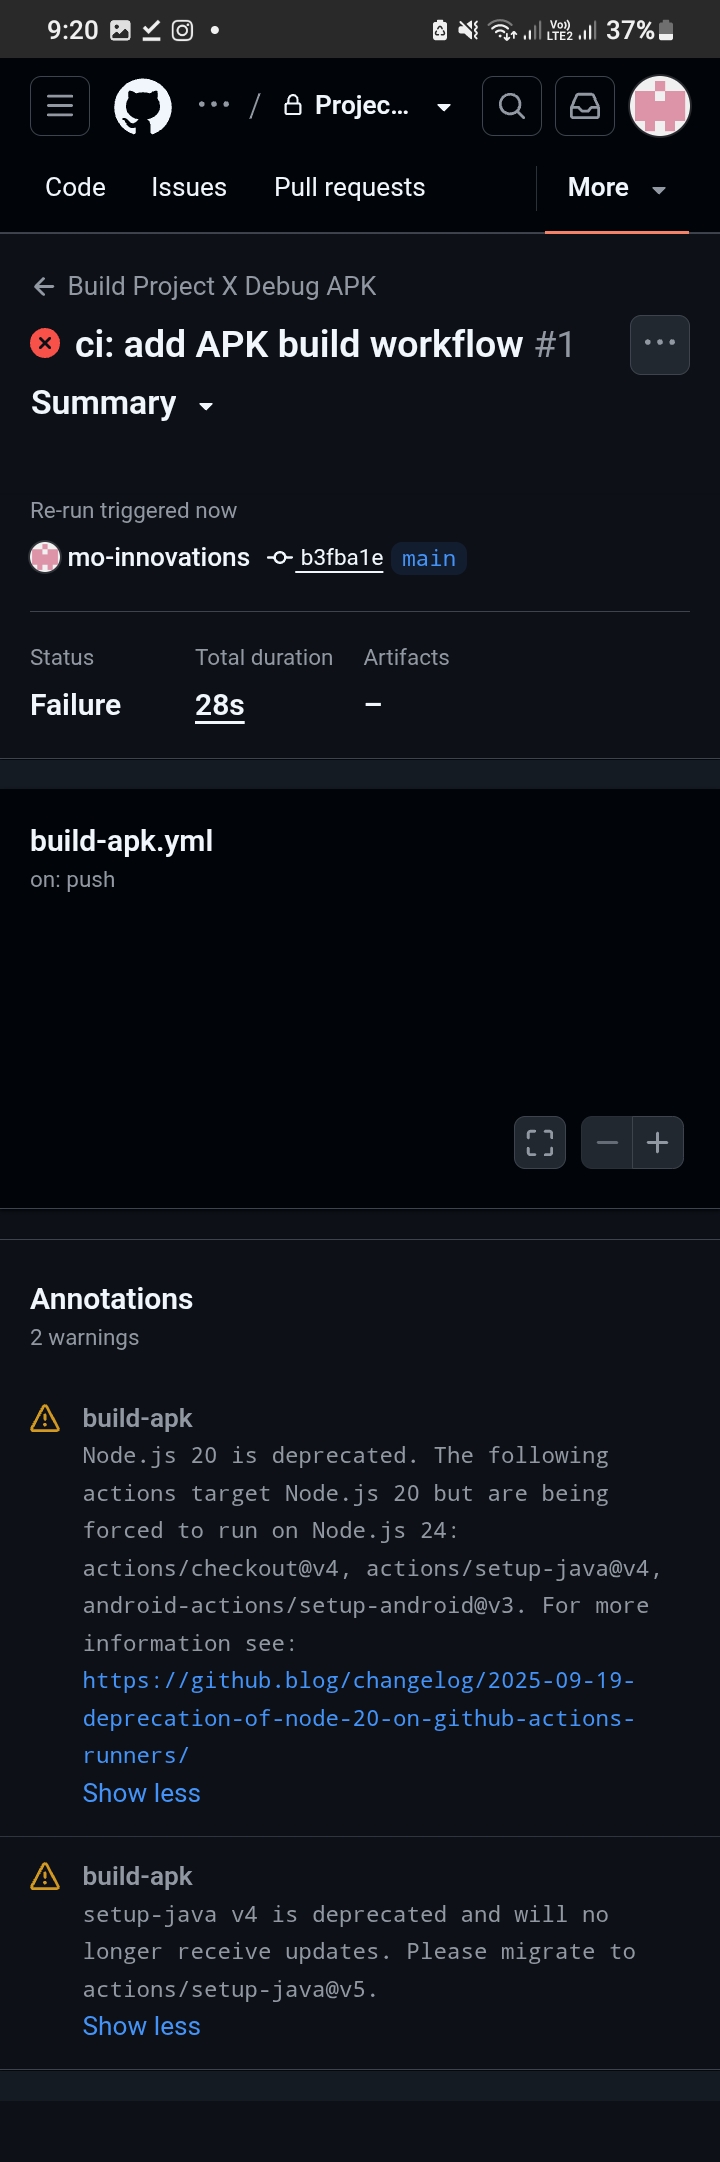 9:20 Vo)) LTE2 37%
/ Projec...
Code Issues Pull requests More
Build Project X Debug APK
ci: add APK build workflow #1
Summary
Re-run triggered now
mo-innovations b3fba1e main
Status Total duration Artifacts
Failure 28s –
build-apk.yml
on: push
Annotations
2 warnings
build-apk
Node.js 20 is deprecated. The following
actions target Node.js 20 but are being
forced to run on Node.js 24:
actions/checkout@v4, actions/setup-java@v4,
android-actions/setup-android@v3. For more
information see:
https://github.blog/changelog/2025-09-19-
deprecation-of-node-20-on-github-actions-
runners/
Show less
build-apk
setup-java v4 is deprecated and will no
longer receive updates. Please migrate to
actions/setup-java@v5.
Show less